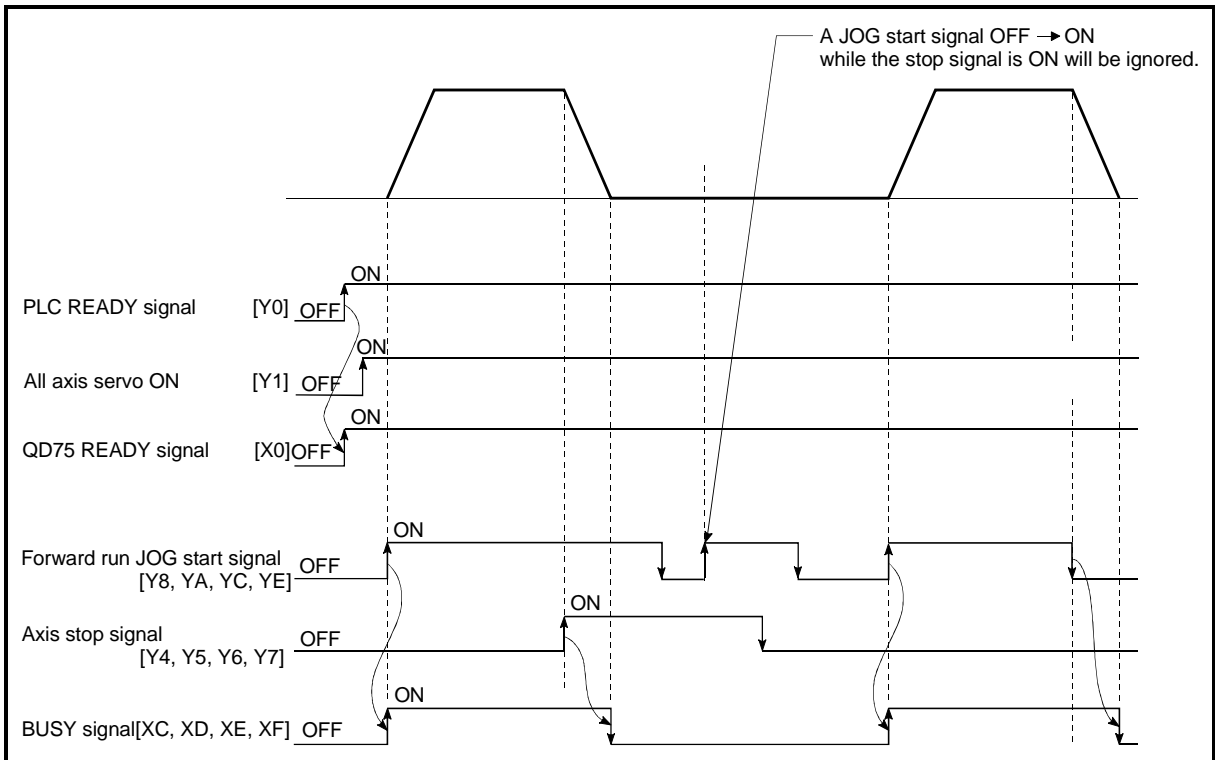 A JOG start signal OFF → ON
while the stop signal is ON will be ignored.
ON
PLC READY signal [Y0] OFF
ON
All axis servo ON [Y1] OFF
ON
QD75 READY signal [X0] OFF
ON
Forward run JOG start signal OFF
[Y8, YA, YC, YE]
ON
Axis stop signal OFF
[Y4, Y5, Y6, Y7]
ON
BUSY signal[XC, XD, XE, XF] OFF